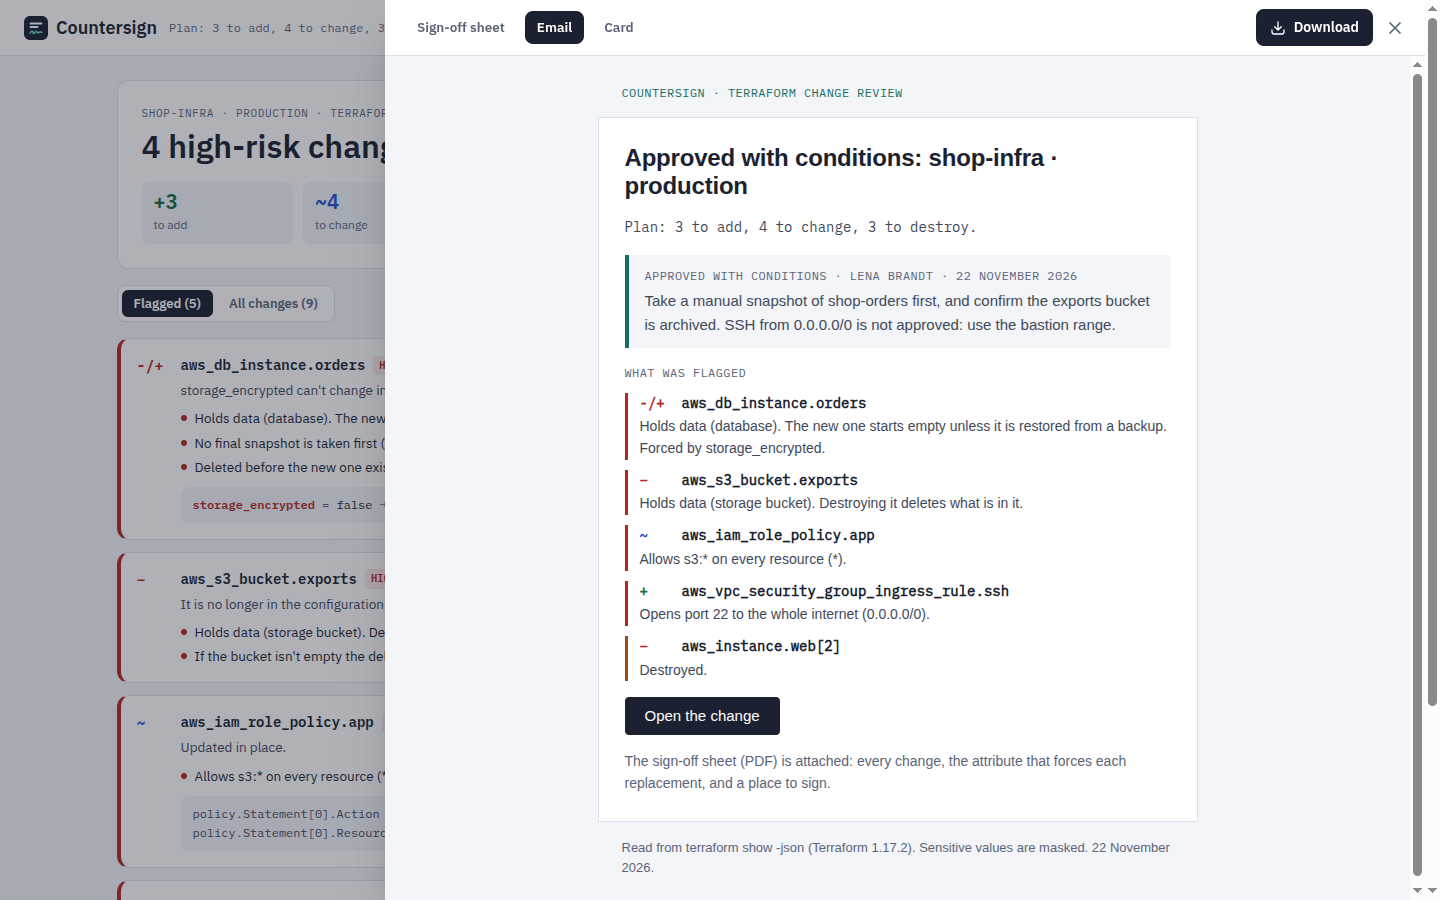 Countersign
Plan: 3 to add, 4 to change, 3
Sign-off sheet
Email
Card
Download
SHOP-INFRA · PRODUCTION ·
4 high-risk
+3
to add
~4
to change
Flagged (5)
All changes (9)
-/+ aws_db_instance.orders
storage_encrypted can't change
Holds data (database). The new
No final snapshot is taken first (
Deleted before the new one
storage_encrypted = false
− aws_s3_bucket.exports
It is no longer in the configuration
Holds data (storage bucket).
If the bucket isn't empty the
~ aws_iam_role_policy.app
Updated in place.
Allows s3:* on every resource
policy.Statement[0].Action
COUNTERSIGN · TERRAFORM CHANGE REVIEW
Approved with conditions: shop-infra ·
production
Plan: 3 to add, 4 to change, 3 to destroy.
APPROVED WITH CONDITIONS · LENA BRANDT · 22 NOVEMBER 2026
Take a manual snapshot of shop-orders first, and confirm the exports bucket
is archived. SSH from 0.0.0.0/0 is not approved: use the bastion range.
WHAT WAS FLAGGED
-/+ aws_db_instance.orders
Holds data (database). The new one starts empty unless it is restored from a backup.
Forced by storage_encrypted.
− aws_s3_bucket.exports
Holds data (storage bucket). Destroying it deletes what is in it.
~ aws_iam_role_policy.app
Allows s3:* on every resource (*).
+ aws_vpc_security_group_ingress_rule.ssh
Opens port 22 to the whole internet (0.0.0.0/0).
− aws_instance.web[2]
Destroyed.
Open the change
The sign-off sheet (PDF) is attached: every change, the attribute that forces each
replacement, and a place to sign.
Read from terraform show -json (Terraform 1.17.2). Sensitive values are masked. 22 November
2026.